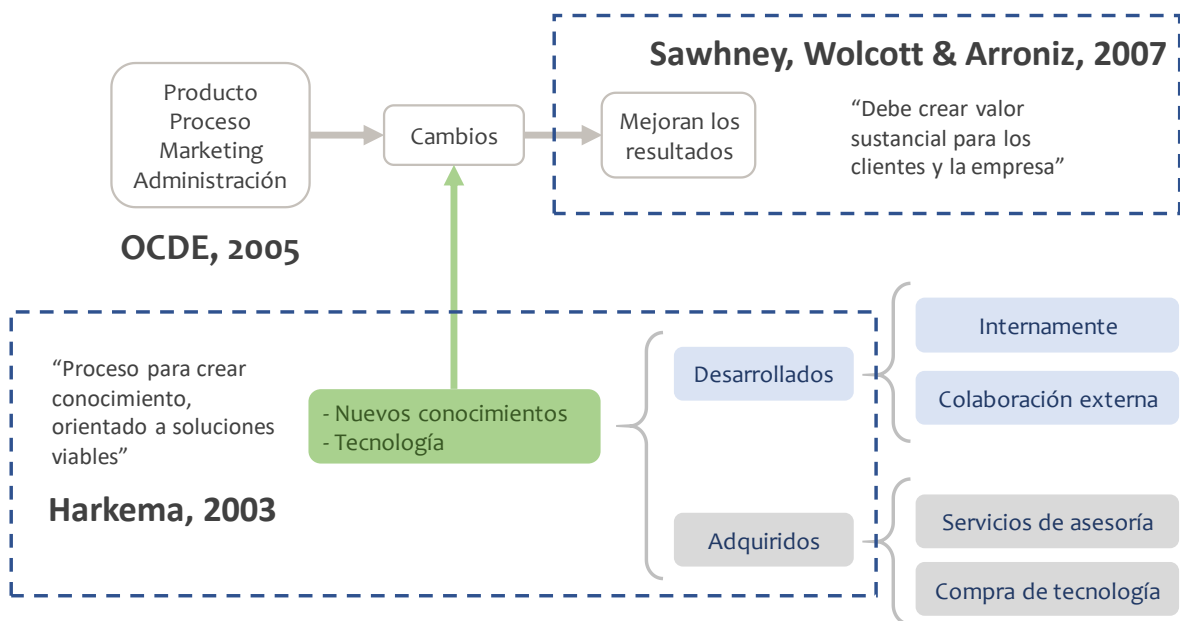 Sawhney, Wolcott & Arroniz, 2007
Producto
Proceso
Marketing
Administración
Cambios
Mejoran los
resultados
“Debe crear valor
sustancial para los
clientes y la empresa”
OCDE, 2005
“Proceso para crear
conocimiento,
orientado a soluciones
viables”
Harkema, 2003
- Nuevos conocimientos
- Tecnología
Desarrollados
Internamente
Colaboración externa
Adquiridos
Servicios de asesoría
Compra de tecnología